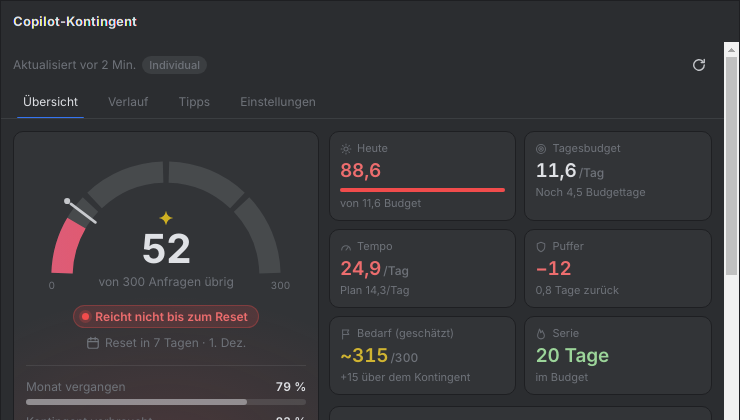 Copilot-Kontingent
Aktualisiert vor 2 Min. Individual
Übersicht Verlauf Tipps Einstellungen
52
von 300 Anfragen übrig
0 300
Reicht nicht bis zum Reset
Reset in 7 Tagen · 1. Dez.
Monat vergangen 79 %
Heute
88,6
von 11,6 Budget
Tagesbudget
11,6 /Tag
Noch 4,5 Budgettage
Tempo
24,9 /Tag
Plan 14,3/Tag
Puffer
−12
0,8 Tage zurück
Bedarf (geschätzt)
~315 /300
+15 über dem Kontingent
Serie
20 Tage
im Budget